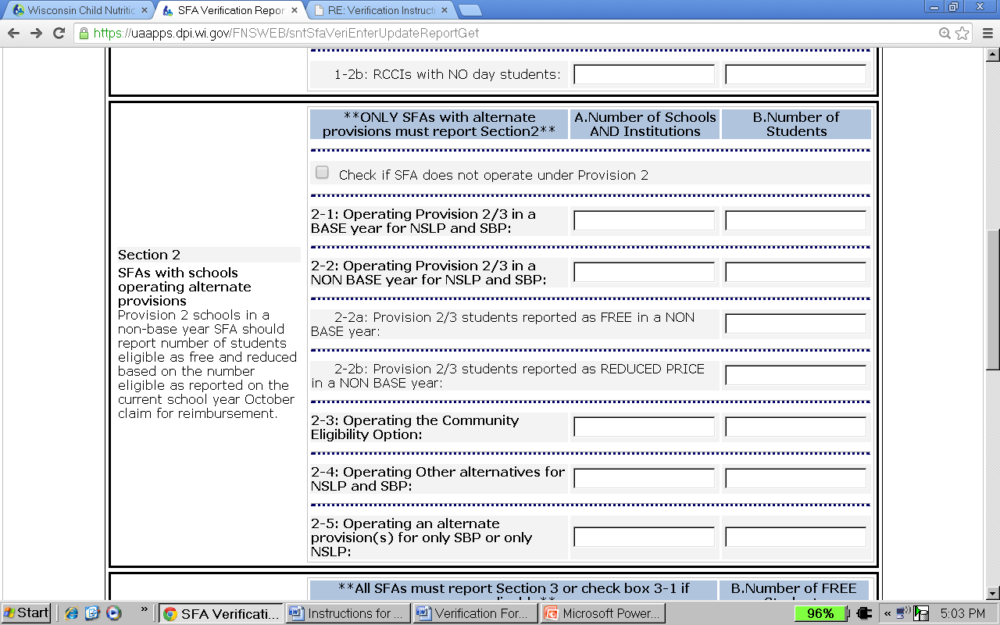 Wisconsin Child Nutritic
SFA Verification Repor
RE: Verification Instructi
https://uaapps.dpi.wi.gov/FNSWEB/sntSfaVeriEnterUpdateReportGet
1-2b: RCCIs with NO day students:
**ONLY SFAs with alternate
provisions must report Section2**
A.Number of Schools
AND Institutions
B.Number of
Students
Check if SFA does not operate under Provision 2
2-1: Operating Provision 2/3 in a
BASE year for NSLP and SBP:
2-2: Operating Provision 2/3 in a
NON BASE year for NSLP and SBP:
2-2a: Provision 2/3 students reported as FREE in a NON
BASE year:
2-2b: Provision 2/3 students reported as REDUCED PRICE
in a NON BASE year:
2-3: Operating the Community
Eligibility Option:
2-4: Operating Other alternatives for
NSLP and SBP:
2-5: Operating an alternate
provision(s) for only SBP or only
NSLP:
Section 2
SFAs with schools
operating alternate
provisions
Provision 2 schools in a
non-base year SFA should
report number of students
eligible as free and reduced
based on the number
eligible as reported on the
current school year October
claim for reimbursement.
**All SFAs must report Section 3 or check box 3-1 if
B.Number of FREE
Start
»
SFA Verificati...
Instructions for ...
Verification For...
Microsoft Power...
96%
«
5:03 PM